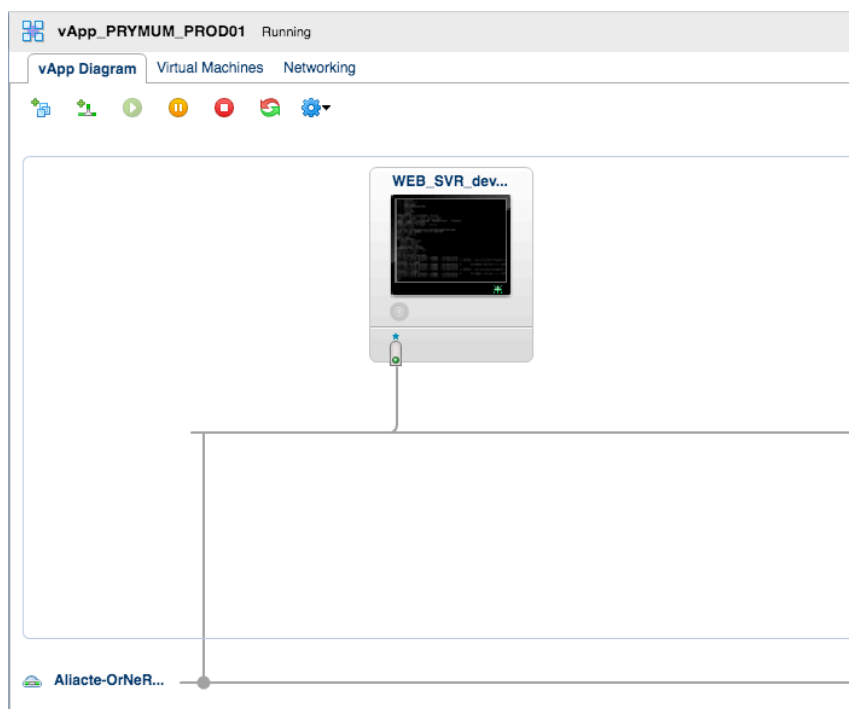 vApp_PRYMUM_PROD01 Running
vApp Diagram Virtual Machines Networking
WEB_SVR_dev...
Aliacte-OrNeR...